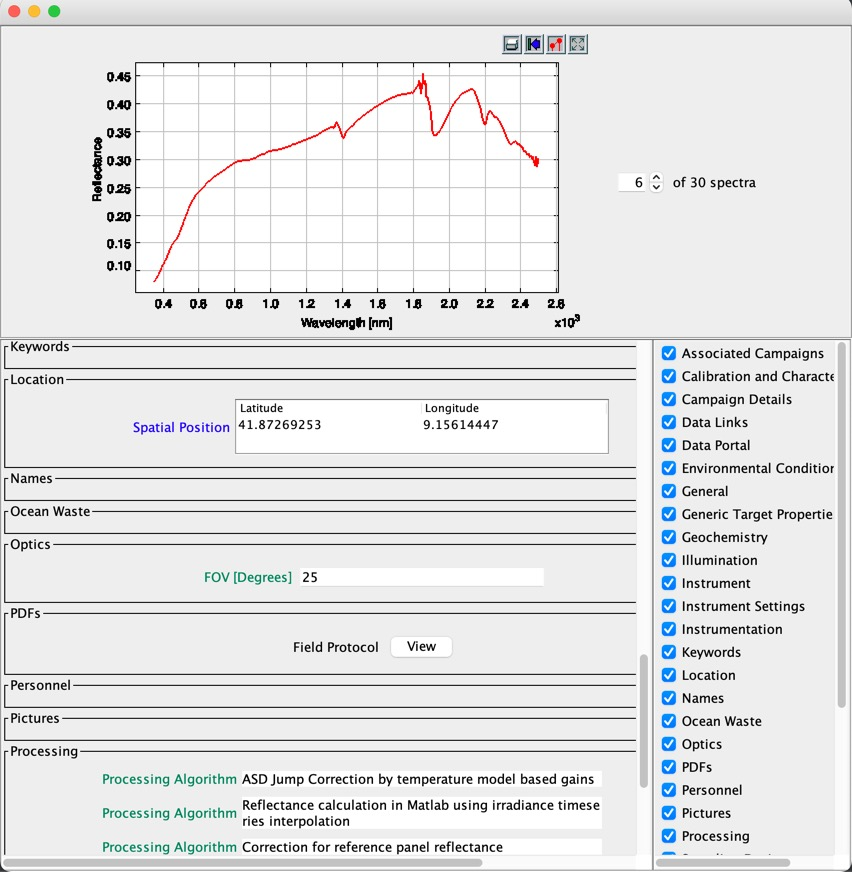 0.45
0.40
0.35
0.30
0.25
0.20
0.15
0.10
Reflectance
0.4 0.6 0.8 1.0 1.2 1.4 1.6 1.8 2.0 2.2 2.4 2.6
Wavelength [nm]
x10³
6 of 30 spectra
Keywords
Location
Latitude Longitude
Spatial Position 41.87269253 9.15614447
Names
Ocean Waste
Optics
FOV [Degrees] 25
PDFs
Field Protocol View
Personnel
Pictures
Processing
Processing Algorithm ASD Jump Correction by temperature model based gains
Processing Algorithm Reflectance calculation in Matlab using irradiance timese
ries interpolation
Processing Algorithm Correction for reference panel reflectance
Associated Campaigns
Calibration and Characte
Campaign Details
Data Links
Data Portal
Environmental Condition
General
Generic Target Propertie
Geochemistry
Illumination
Instrument
Instrument Settings
Instrumentation
Keywords
Location
Names
Ocean Waste
Optics
PDFs
Personnel
Pictures
Processing